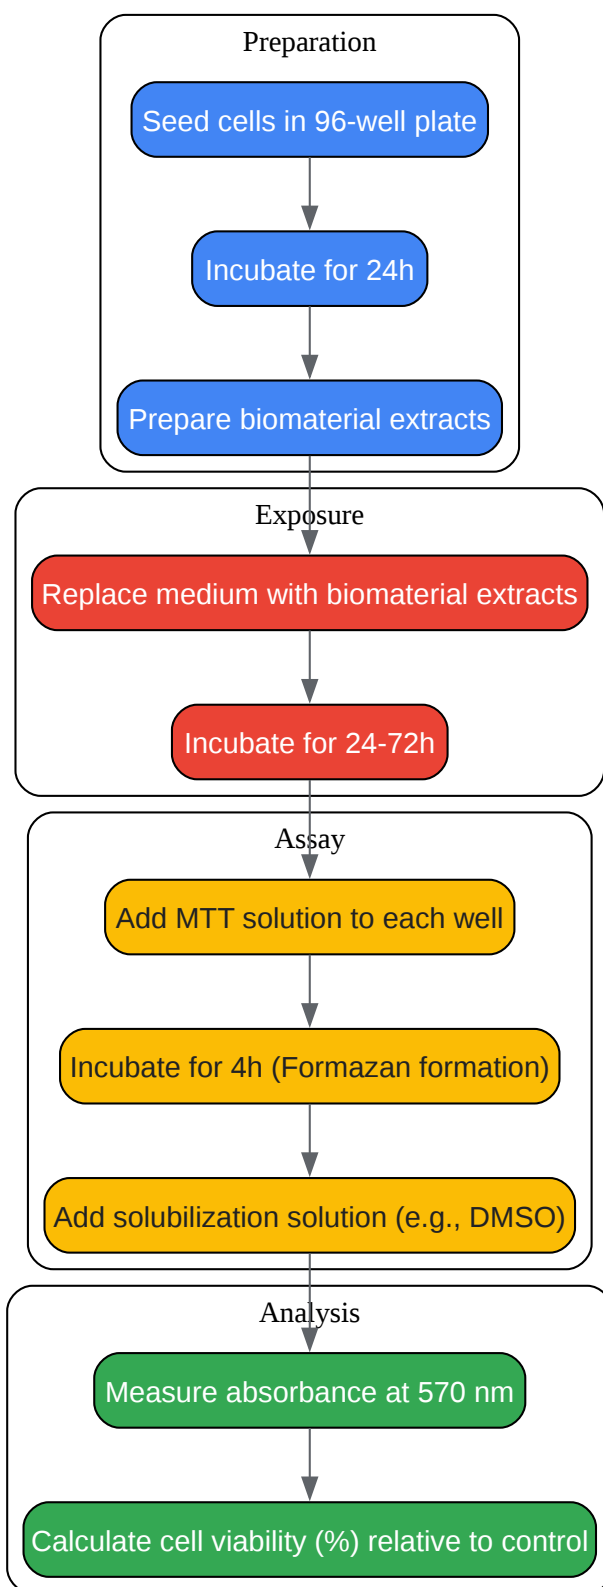 Preparation
Seed cells in 96-well plate
Incubate for 24h
Prepare biomaterial extracts
Exposure
Replace medium with biomaterial extracts
Incubate for 24-72h
Assay
Add MTT solution to each well
Incubate for 4h (Formazan formation)
Add solubilization solution (e.g., DMSO)
Analysis
Measure absorbance at 570 nm
Calculate cell viability (%) relative to control